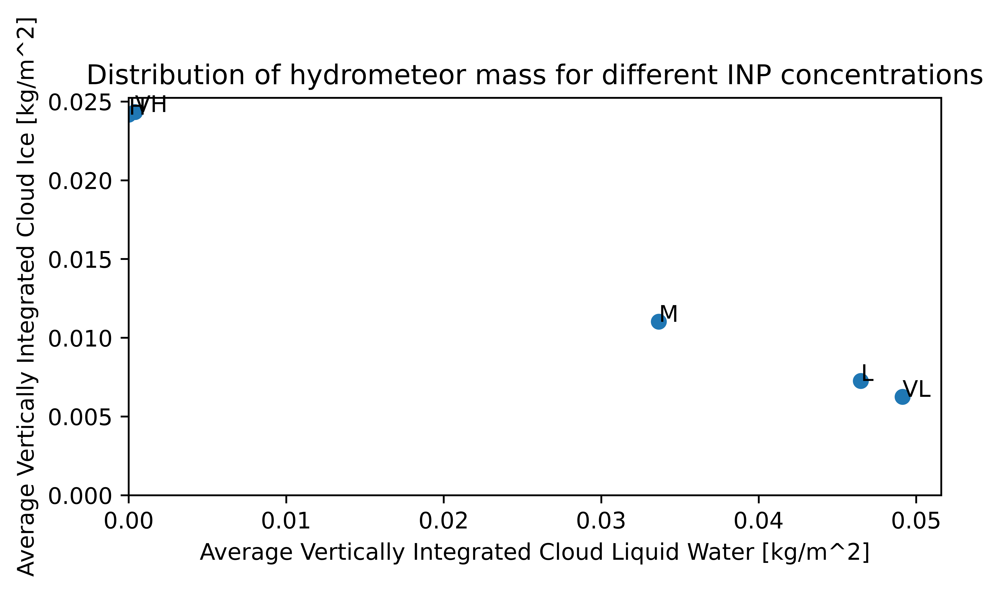 Distribution of hydrometeor mass for different INP concentrations
Average Vertically Integrated Cloud Ice [kg/m^2]
0.025
0.020
0.015
0.010
0.005
0.000
H
VH
M
L
VL
0.00 0.01 0.02 0.03 0.04 0.05
Average Vertically Integrated Cloud Liquid Water [kg/m^2]